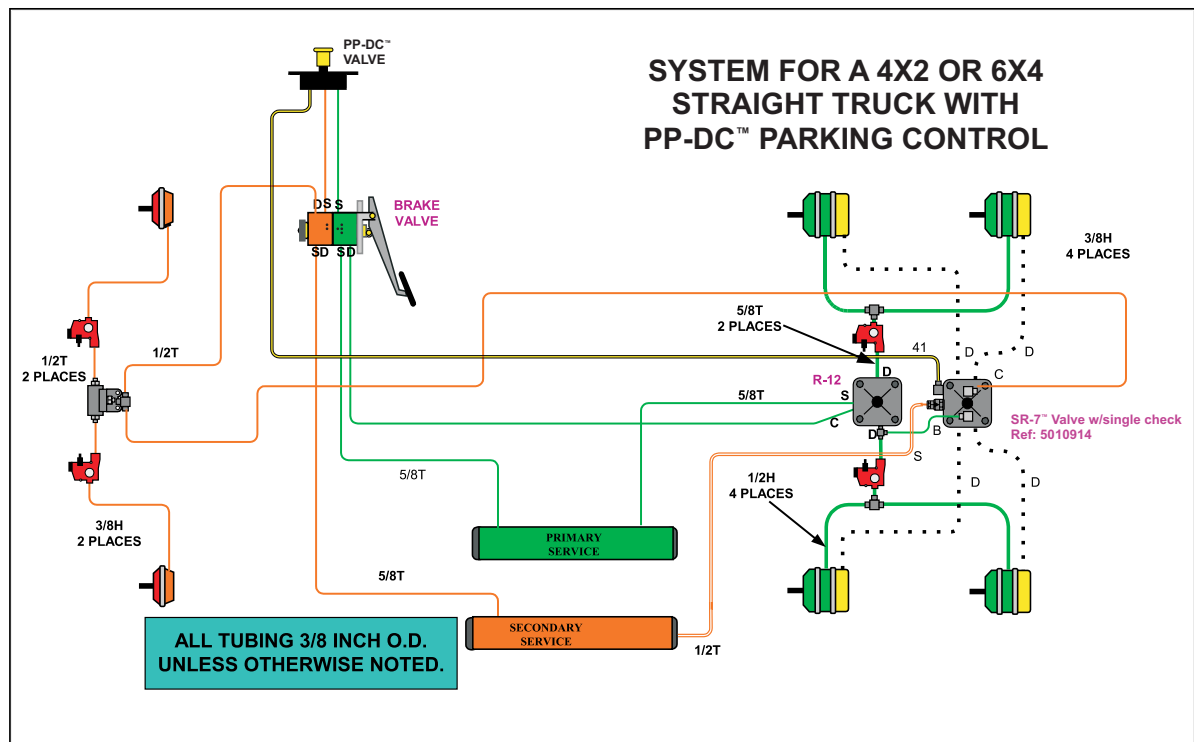 PP-DC™
VALVE
SYSTEM FOR A 4X2 OR 6X4
STRAIGHT TRUCK WITH
PP-DC™ PARKING CONTROL
D S S
BRAKE
VALVE
S D S D
3/8H
4 PLACES
5/8T
2 PLACES
1/2T
2 PLACES
1/2T
41
D
D
D
C
R-12
S
C
5/8T
D
B
S
SR-7™ Valve w/single check
Ref: 5010914
5/8T
1/2H
4 PLACES
D
D
3/8H
2 PLACES
PRIMARY
SERVICE
5/8T
SECONDARY
SERVICE
1/2T
ALL TUBING 3/8 INCH O.D.
UNLESS OTHERWISE NOTED.